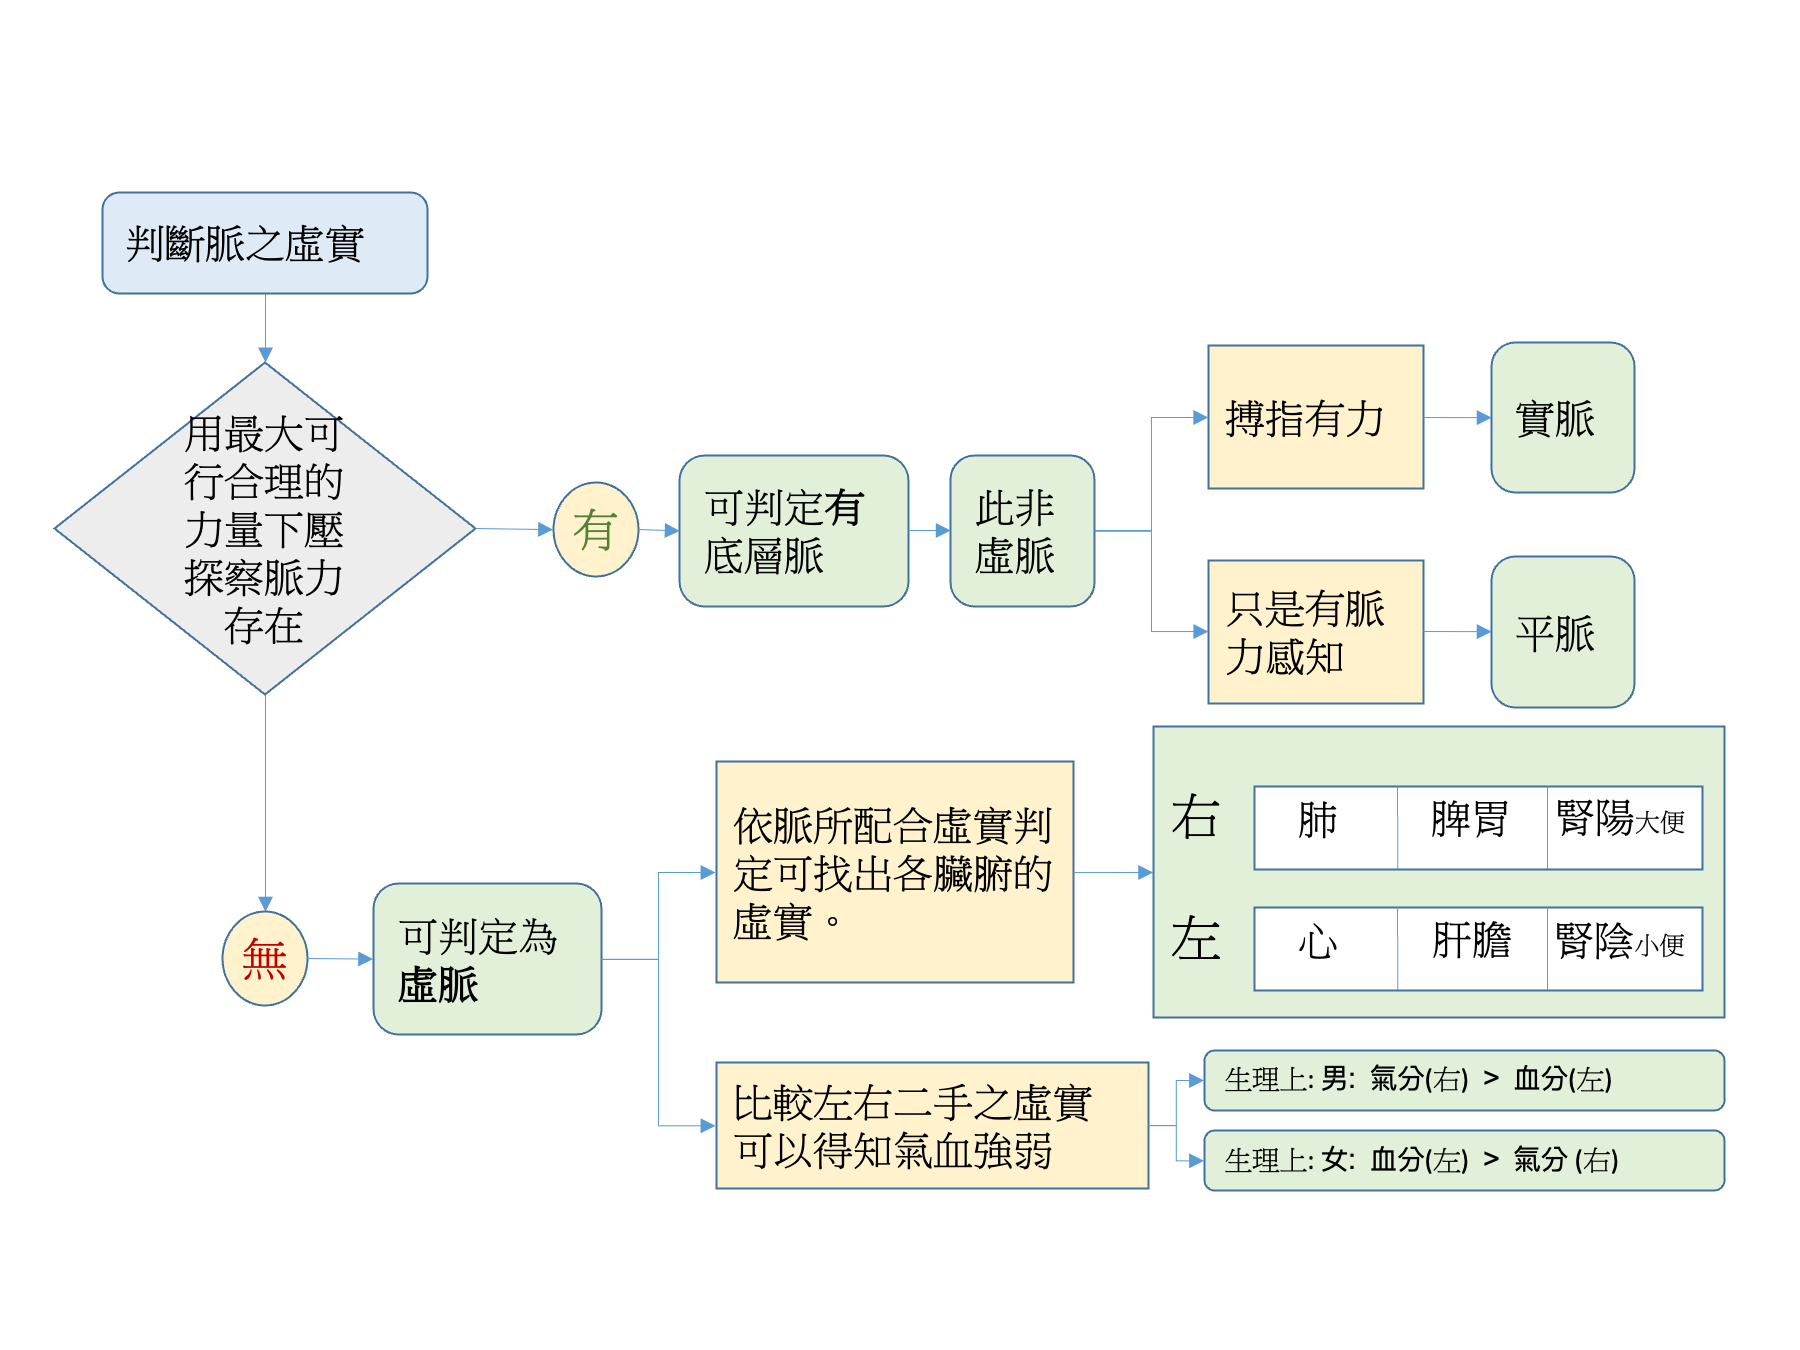 判斷脈之虛實
用最大可
行合理的
力量下壓
探察脈力
存在
有
可判定有
底層脈
此非
虛脈
搏指有力
實脈
只是有脈
力感知
平脈
無
可判定為
虛脈
依脈所配合虛實判
定可找出各臟腑的
虛實。
右 肺 脾胃 腎陽大便
左 心 肝膽 腎陰小便
比較左右二手之虛實
可以得知氣血強弱
生理上: 男: 氣分(右) > 血分(左)
生理上: 女: 血分(左) > 氣分 (右)